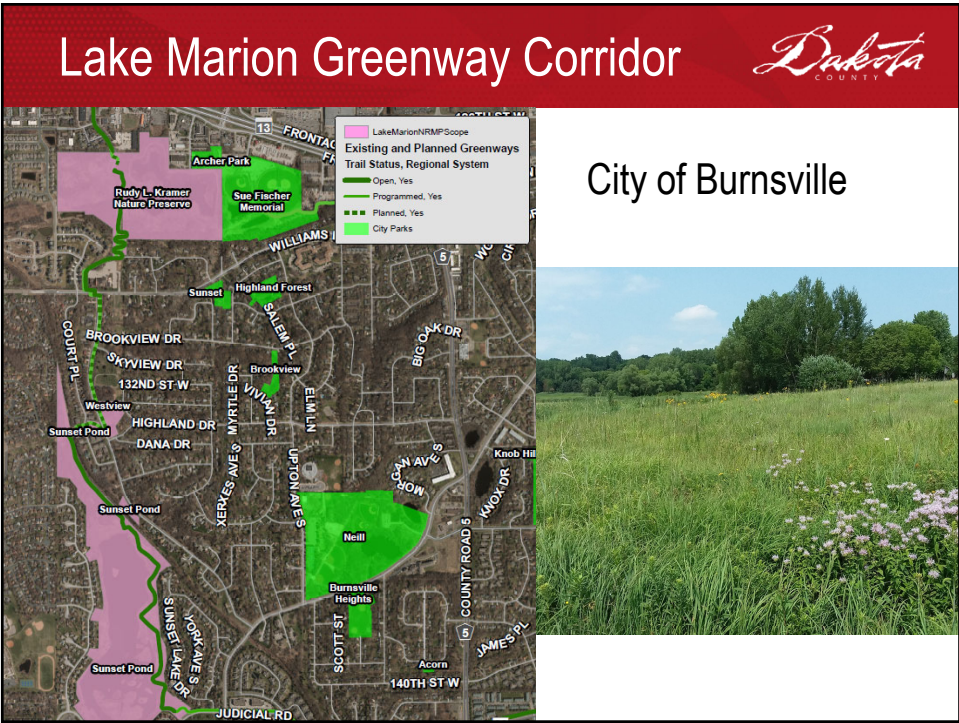 Lake Marion Greenway Corridor
Dakota
COUNTY
City of Burnsville
LakeMarionNRMPScope
Existing and Planned Greenways
Trail Status, Regional System
Open, Yes
Programmed, Yes
Planned, Yes
City Parks
13
FRONTAG
Archer Park
Rudy L. Kramer
Nature Preserve
Sue Fischer
Memorial
WILLIAMS
5
CIR
Sunset
Highland Forest
SALEM PL
COURT PL
BROOKVIEW DR
BIG OAK DR
SKYVIEW DR
132ND ST W
Brookview
MYRTLE DR
VIVIAN DR
ELM LN
Westview
HIGHLAND DR
Sunset Pond
DANA DR
XERXES AVE S
UPTON AVE S
MORGAN AVE S
Knob Hil
KNOX DR
Sunset Pond
Neill
COUNTY ROAD 5
Burnsville
Heights
SUNSET LAKE DR
YORK AVE S
SCOTT ST
5
JAMES PL
Sunset Pond
Acorn
140TH ST W
JUDICIAL RD